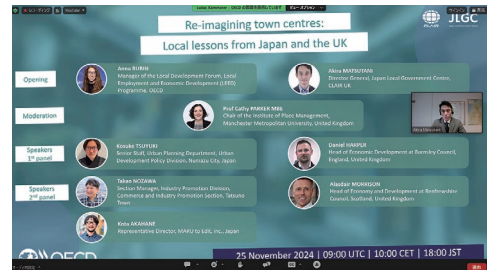 Re-imagining town centres:
Local lessons from Japan and the UK
CLAIR
JLGC
Opening
Anna RUBIN
Manager of the Local Development Forum, Local
Employment and Economic Development (LEED)
Programme, OECD
Akira MATSUTANI
Director General, Japan Local Government Centre,
CLAIR UK
Moderation
Prof Cathy PARKER MBE
Chair of the Institute of Place Management,
Manchester Metropolitan University, United Kingdom
Speakers
1st panel
Kosuke TSUYUKI
Senior Staff, Urban Planning Department, Urban
Development Policy Division, Numazu City, Japan
Daniel HARPER
Head of Economic Development at Barnsley Council,
England, United Kingdom
Speakers
2nd panel
Takao NOZAWA
Section Manager, Industry Promotion Division,
Commerce and Industry Promotion Section, Tatsuno
Town
Alasdair MORRISON
Head of Economy and Development at Renfrewshire
Council, Scotland, United Kingdom
Koto AKAHANE
Representative Director, MARU to Edit, Inc., Japan
OECD
25 November 2024 | 09:00 UTC | 10:00 CET | 18:00 JST